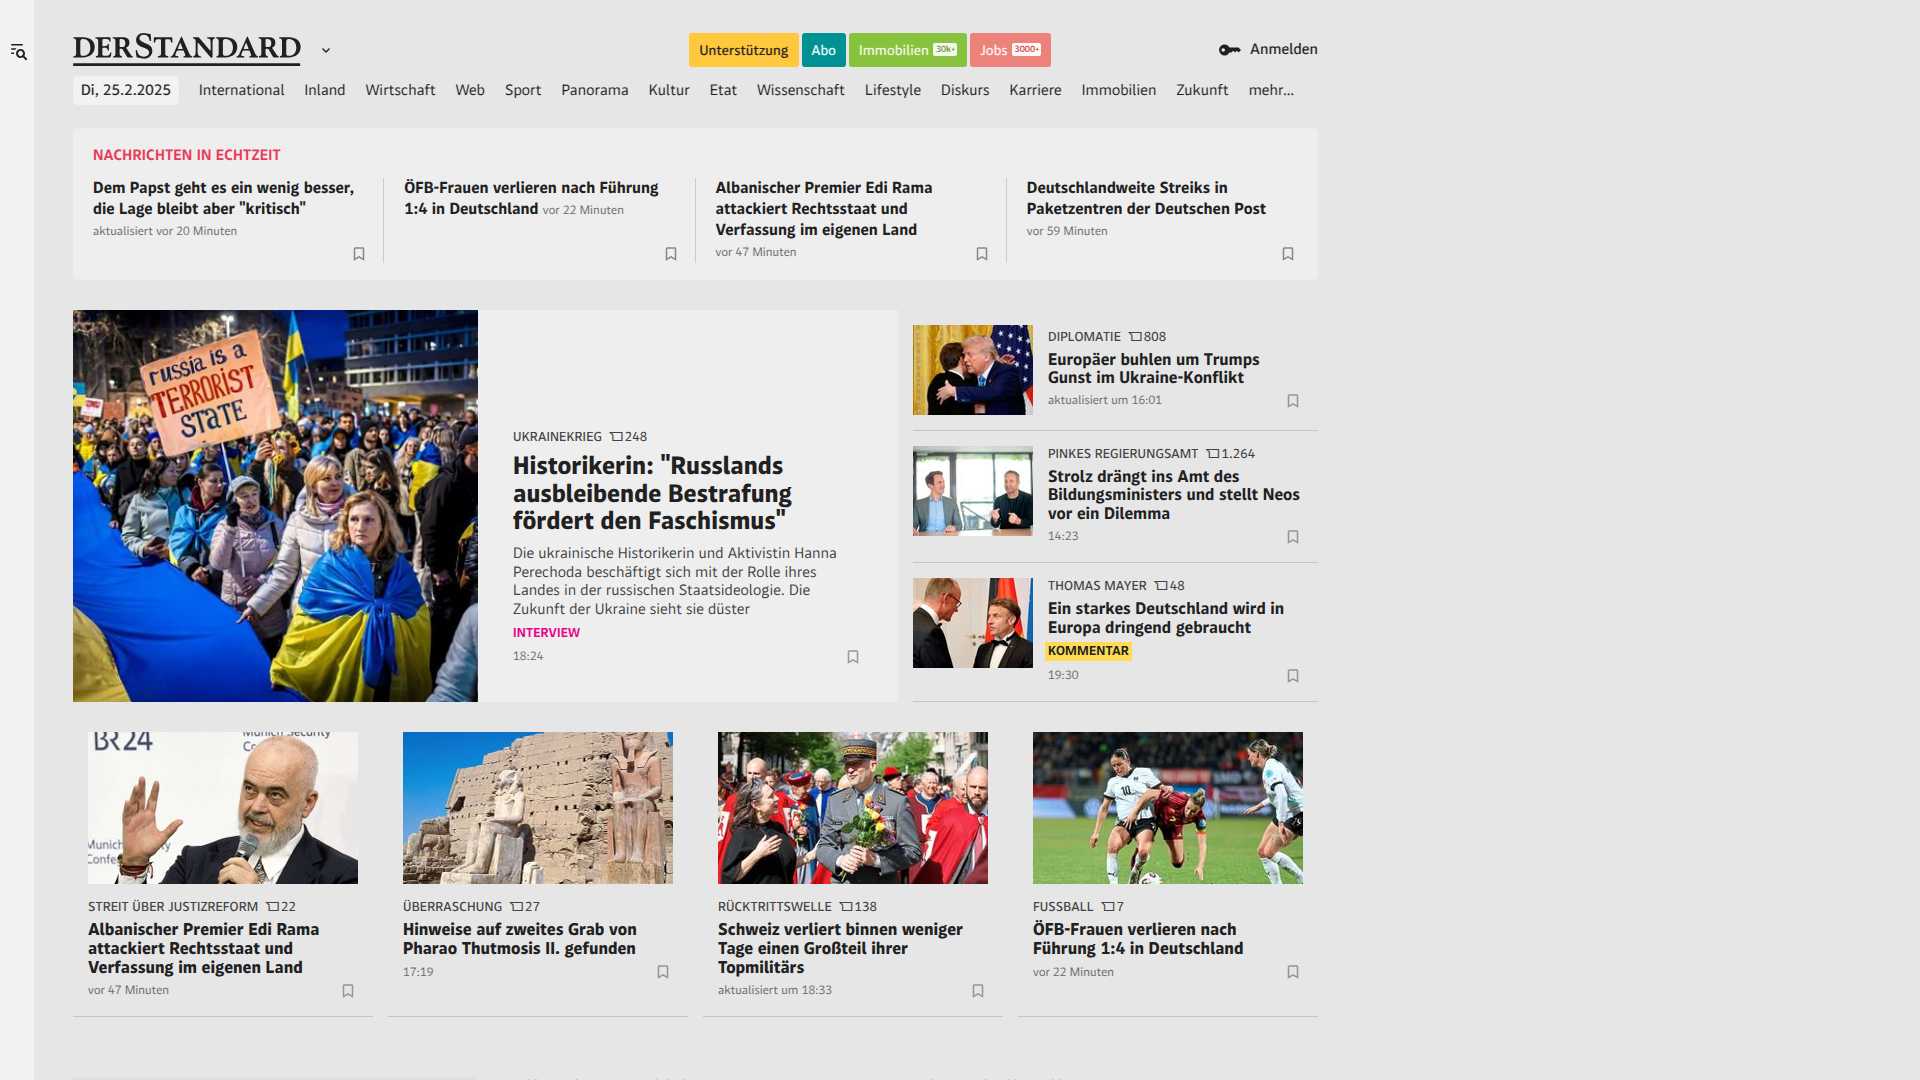 DERSTANDARD
Unterstützung
Abo
Immobilien 30k+
Jobs 3000+
Anmelden
Di, 25.2.2025
International
Inland
Wirtschaft
Web
Sport
Panorama
Kultur
Etat
Wissenschaft
Lifestyle
Diskurs
Karriere
Immobilien
Zukunft
mehr...
NACHRICHTEN IN ECHTZEIT
Dem Papst geht es ein wenig besser,
die Lage bleibt aber "kritisch"
aktualisiert vor 20 Minuten
ÖFB-Frauen verlieren nach Führung
1:4 in Deutschland vor 22 Minuten
Albanischer Premier Edi Rama
attackiert Rechtsstaat und
Verfassung im eigenen Land
vor 47 Minuten
Deutschlandweite Streiks in
Paketzentren der Deutschen Post
vor 59 Minuten
russia is a
TERRORIST
STATE
UKRAINEKRIEG 248
Historikerin: "Russlands
ausbleibende Bestrafung
fördert den Faschismus"
Die ukrainische Historikerin und Aktivistin Hanna
Perechoda beschäftigt sich mit der Rolle ihres
Landes in der russischen Staatsideologie. Die
Zukunft der Ukraine sieht sie düster
INTERVIEW
18:24
DIPLOMATIE 808
Europäer buhlen um Trumps
Gunst im Ukraine-Konflikt
aktualisiert um 16:01
PINKES REGIERUNGSAMT 1.264
Strolz drängt ins Amt des
Bildungsministers und stellt Neos
vor ein Dilemma
14:23
THOMAS MAYER 48
Ein starkes Deutschland wird in
Europa dringend gebraucht
KOMMENTAR
19:30
BR24
Munich Security
Co
Munich
Confe
STREIT ÜBER JUSTIZREFORM 22
Albanischer Premier Edi Rama
attackiert Rechtsstaat und
Verfassung im eigenen Land
vor 47 Minuten
ÜBERRASCHUNG 27
Hinweise auf zweites Grab von
Pharao Thutmosis II. gefunden
17:19
RÜCKTRITTSWELLE 138
Schweiz verliert binnen weniger
Tage einen Großteil ihrer
Topmilitärs
aktualisiert um 18:33
10
FUSSBALL 7
ÖFB-Frauen verlieren nach
Führung 1:4 in Deutschland
vor 22 Minuten